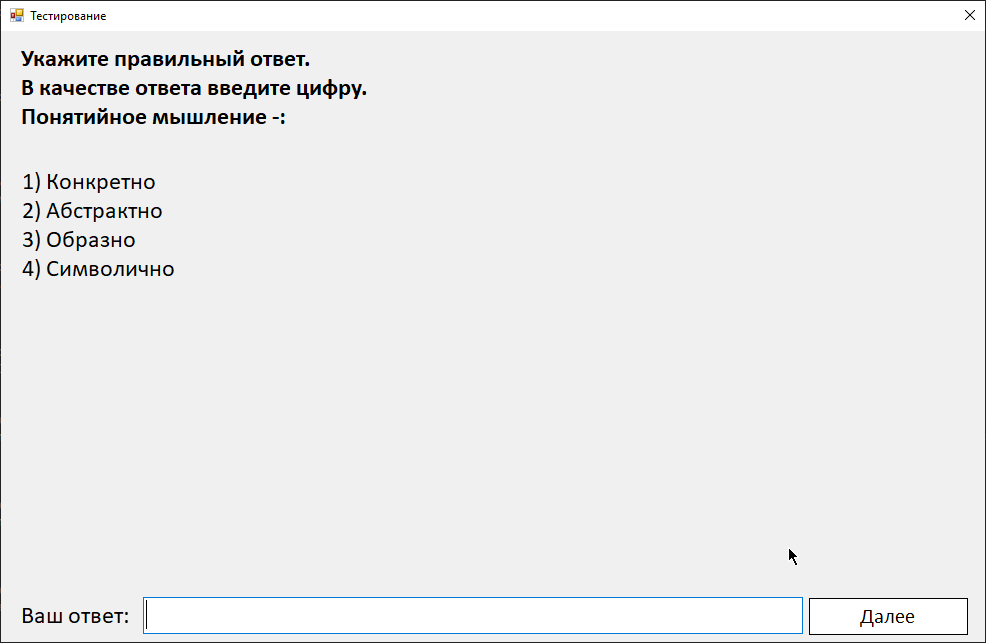 Тестирование
Укажите правильный ответ.
В качестве ответа введите цифру.
Понятийное мышление -:
1) Конкретно
2) Абстрактно
3) Образно
4) Символично
Ваш ответ:
Далее